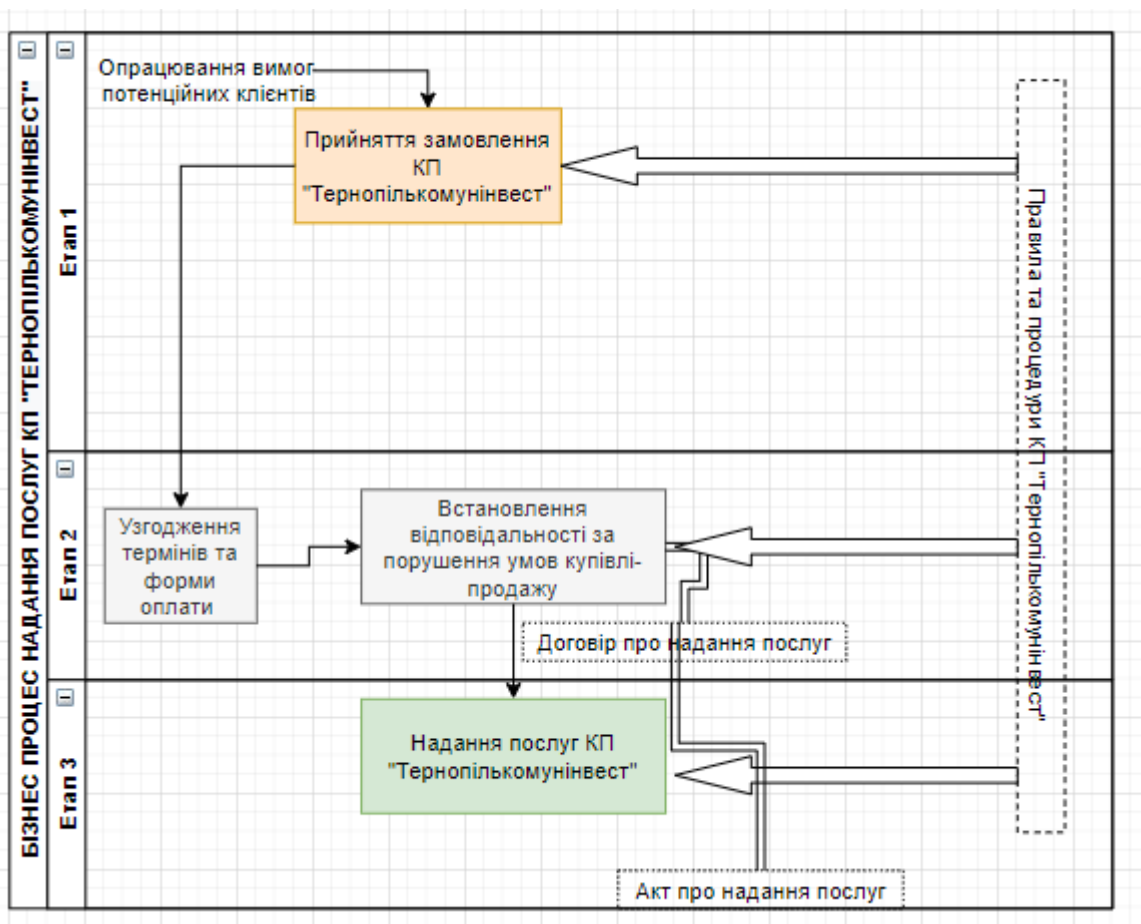 БІЗНЕС ПРОЦЕС НАДАННЯ ПОСЛУГ КП "ТЕРНОПІЛЬКОМУНІНВЕСТ"
Етап 1
Опрацювання вимог
потенційних клієнтів
Прийняття замовлення
КП
"Тернопількомунінвест"
Правила та процедури КП "Тернопількомунінвест"
Етап 2
Узгодження
термінів та
форми
оплати
Встановлення
відповідальності за
порушення умов купівлі-
продажу
Договір про надання послуг
Етап 3
Надання послуг КП
"Тернопількомунінвест"
Акт про надання послуг